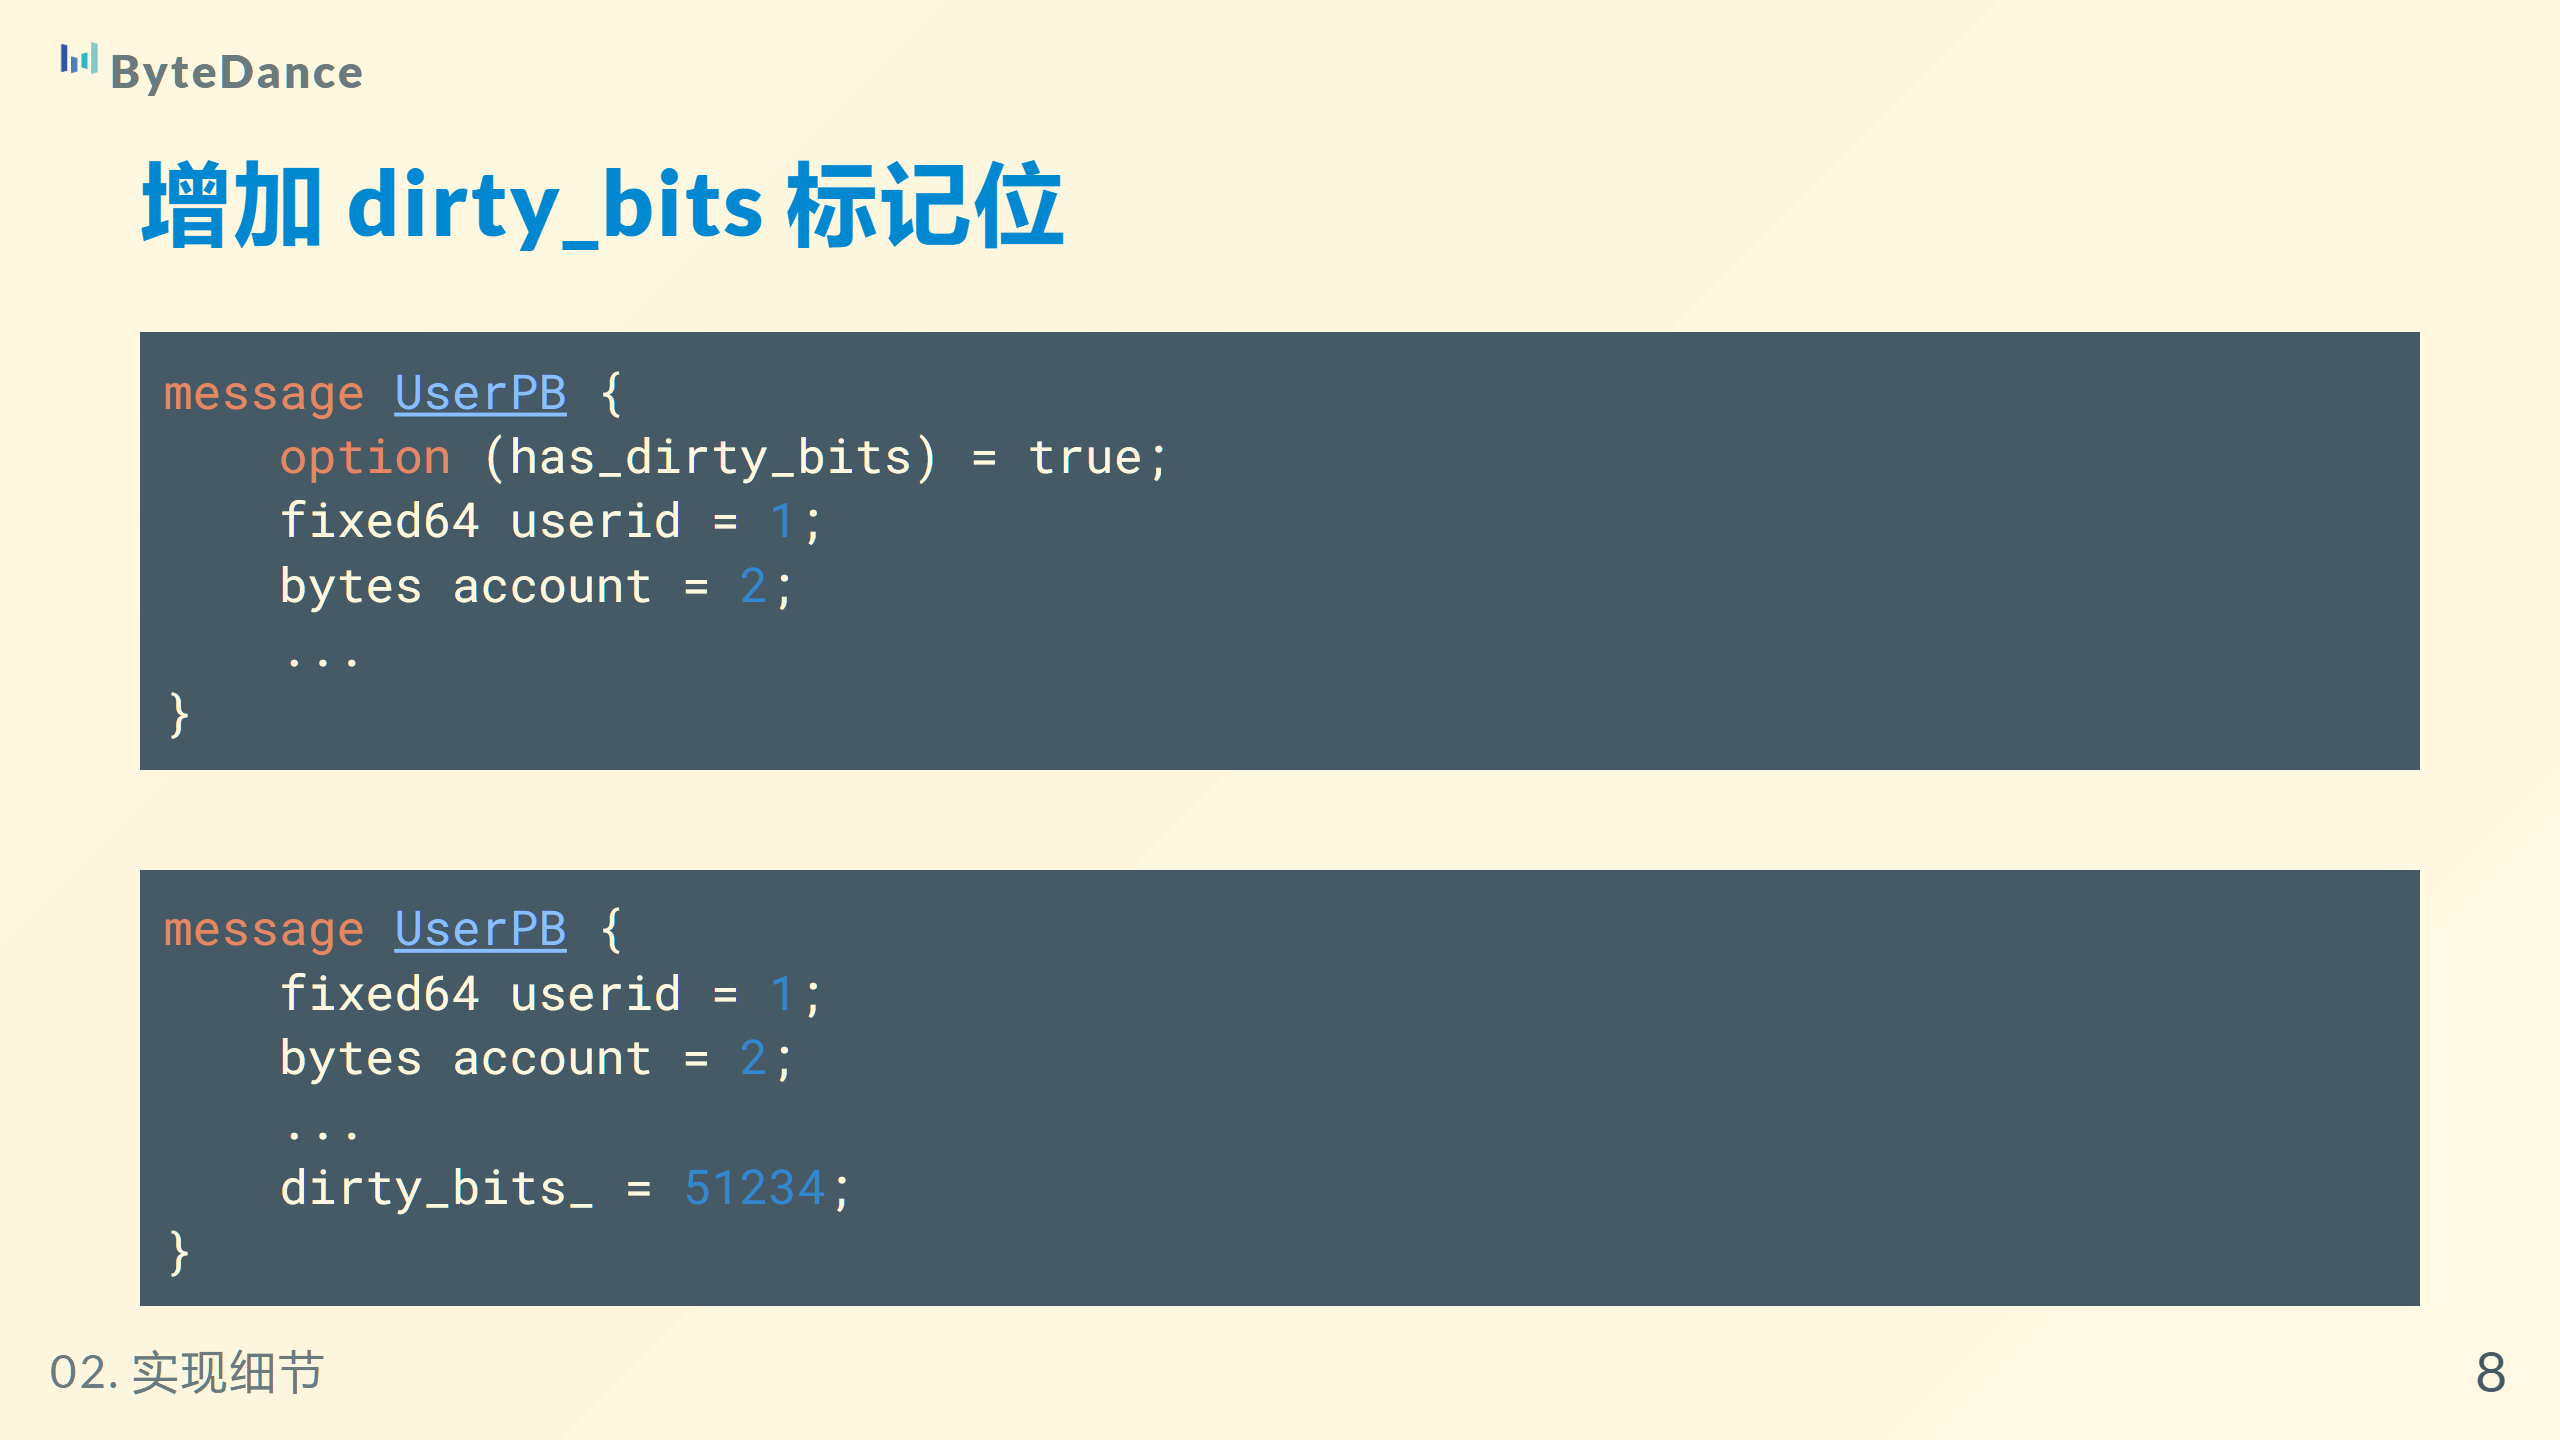 ByteDance
增加 dirty_bits 标记位
message UserPB {
    option (has_dirty_bits) = true;
    fixed64 userid = 1;
    bytes account = 2;
    ...
}
message UserPB {
    fixed64 userid = 1;
    bytes account = 2;
    ...
    dirty_bits_ = 51234;
}
02. 实现细节
8